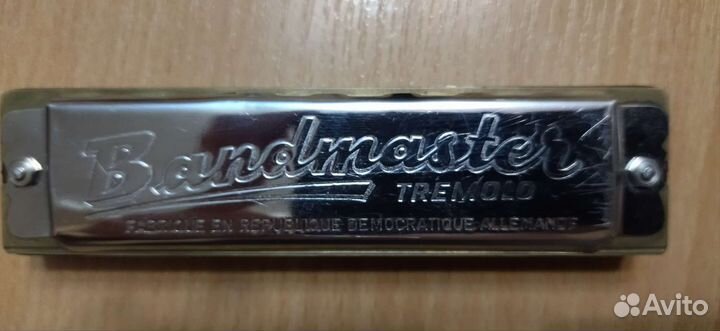 Bandmaster
TREMOLO
FABRIQUE EN REPUBLIQUE DEMOCRATIQUE ALLEMANDE
Avito